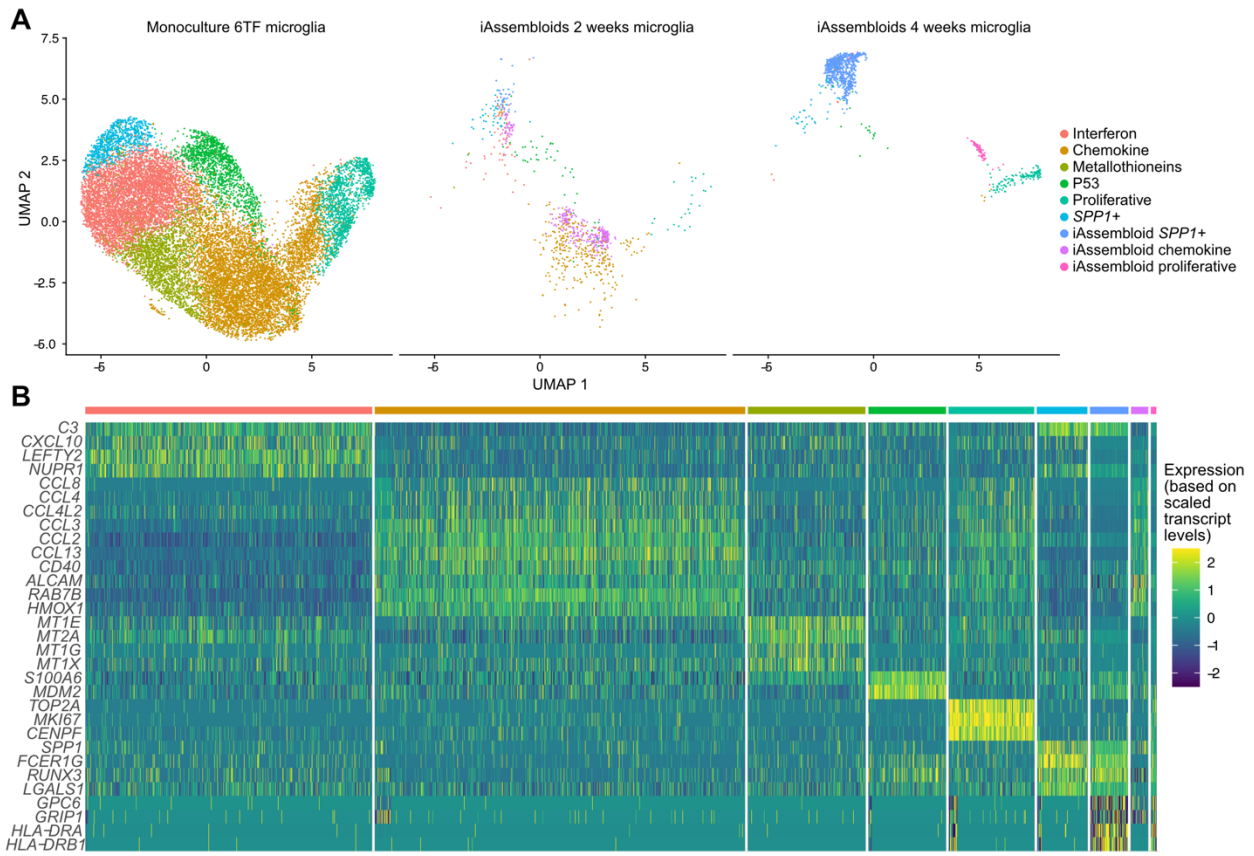 A
Monoculture 6TF microglia
iAssembloids 2 weeks microglia
iAssembloids 4 weeks microglia
7.5
5.0
2.5
0.0
-2.5
-5.0
UMAP 2
-5 0 5
-5 0 5
-5 0 5
UMAP 1
Interferon
Chemokine
Metallothioneins
P53
Proliferative
SPP1+
iAssembloid SPP1+
iAssembloid chemokine
iAssembloid proliferative
B
C3
CXCL10
LEFTY2
NUPR1
CCL8
CCL4
CCL4L2
CCL3
CCL2
CCL13
CD40
ALCAM
RAB7B
HMOX1
MT1E
MT2A
MT1G
MT1X
S100A6
MDM2
TOP2A
MKI67
CENPF
SPP1
FCER1G
RUNX3
LGALS1
GPC6
GRIP1
HLA-DRA
HLA-DRB1
Expression
(based on
scaled
transcript
levels)
2
1
0
-1
-2